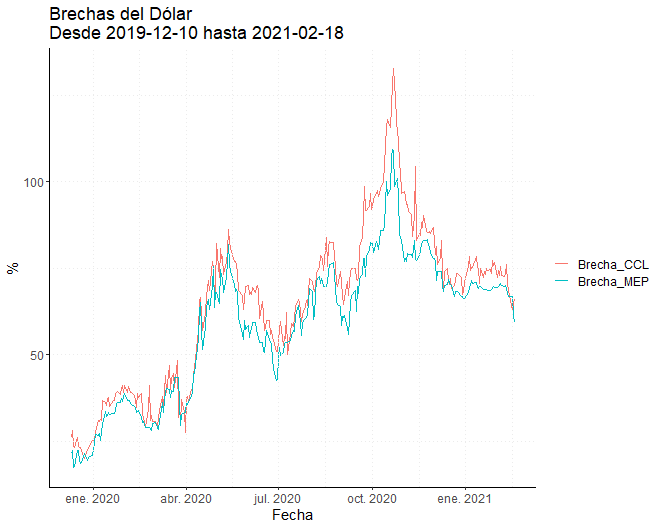 Brechas del Dólar
Desde 2019-12-10 hasta 2021-02-18
%
100
50
ene. 2020
abr. 2020
jul. 2020
oct. 2020
ene. 2021
Fecha
Brecha_CCL
Brecha_MEP